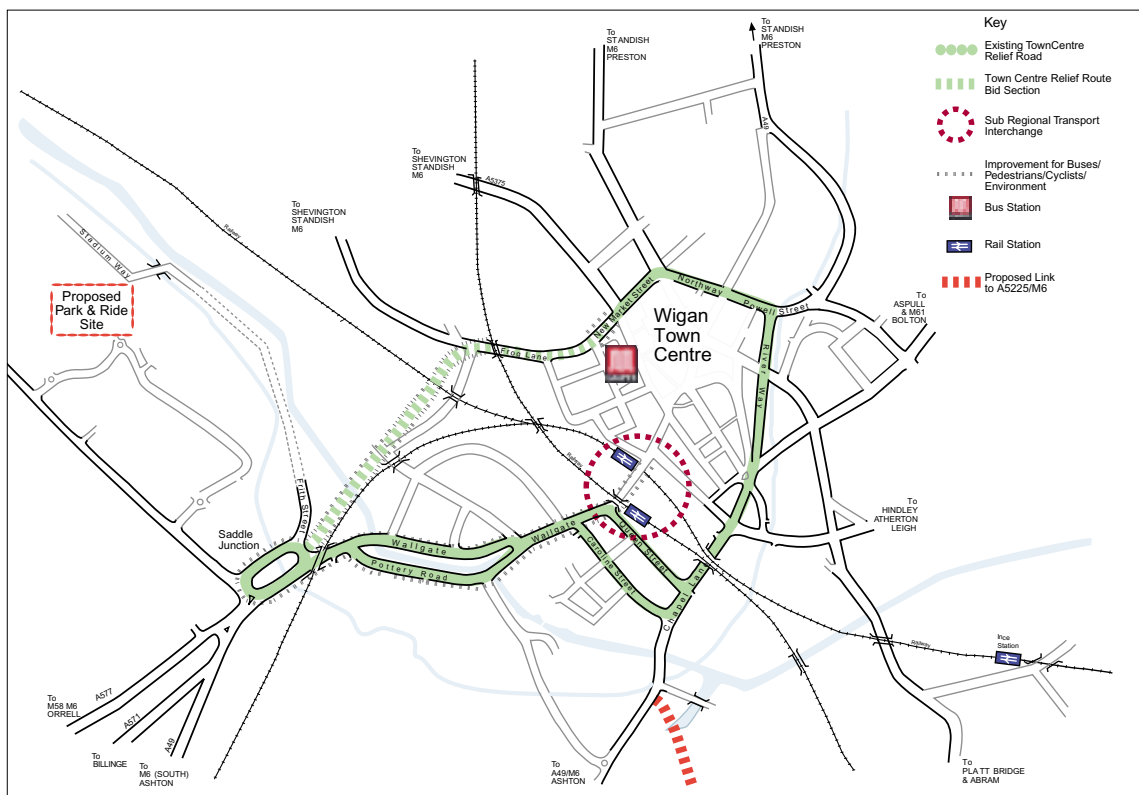 Key
Existing TownCentre
Relief Road
Town Centre Relief Route
Bid Section
Sub Regional Transport
Interchange
Improvement for Buses/
Pedestrians/Cyclists/
Environment
Bus Station
Rail Station
Proposed Link
to A5225/M6
To
STANDISH
M6
PRESTON
To
STANDISH
M6
PRESTON
A49
To
SHEVINGTON
STANDISH
M6
A5375
To
SHEVINGTON
STANDISH
M6
Railway
Stadium Way
Proposed
Park & Ride
Site
Northway
Powell Street
New Market Street
Wigan
Town
Centre
To
ASPULL
& M61
BOLTON
Frog Lane
River Way
Railway
To
HINDLEY
ATHERTON
LEIGH
Frith Street
Saddle
Junction
Wallgate
Wallgate
Queen Street
Caroline Street
Pottery Road
Chapel Lane
Ince
Station
Railway
A577
To
M58 M6
ORRELL
A571
A49
To
BILLINGE
To
M6 (SOUTH)
ASHTON
To
A49/M6
ASHTON
To
PLATT BRIDGE
& ABRAM